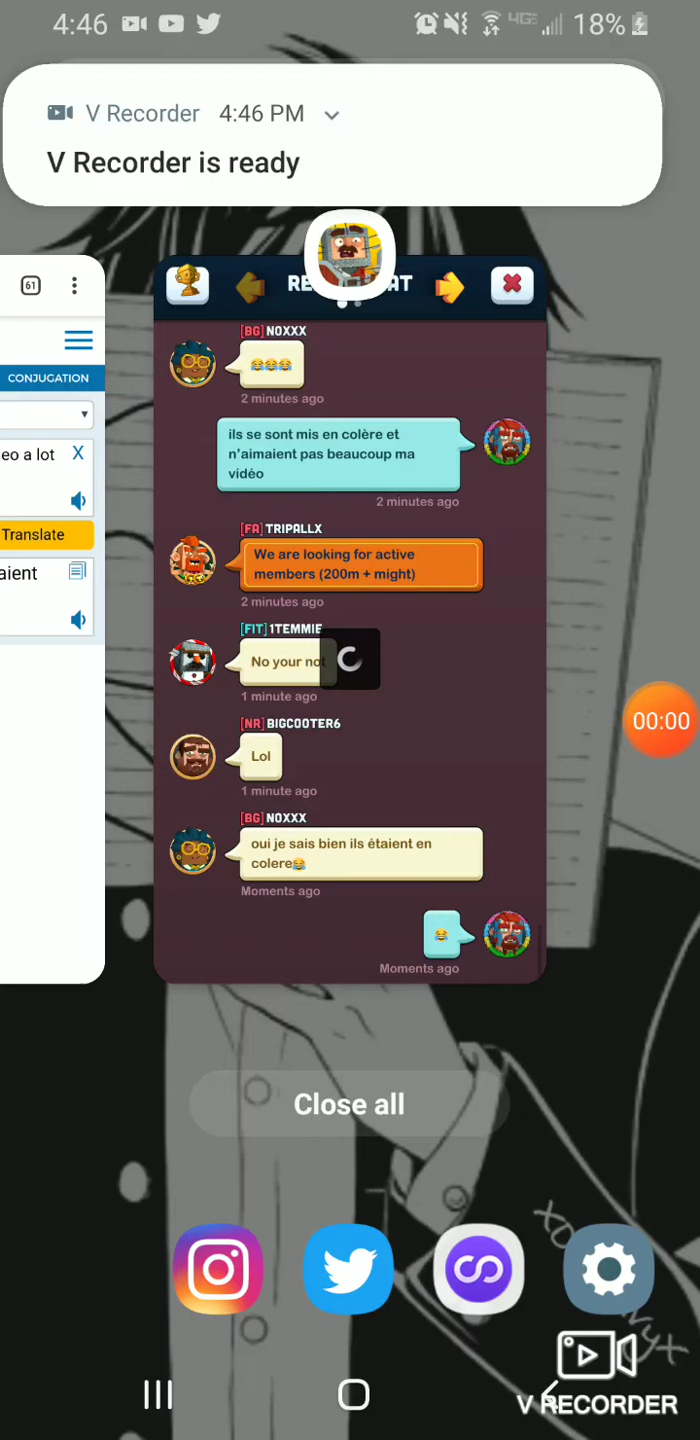 4:46
4GE
18%
V Recorder 4:46 PM
V Recorder is ready
61
CONJUGATION
eo a lot X
Translate
aient
[BG] NOXXX
😂😂😂
2 minutes ago
ils se sont mis en colère et
n'aimaient pas beaucoup ma
vidéo
2 minutes ago
[FA] TRIPALLX
We are looking for active
members (200m + might)
2 minutes ago
[FIT] 1TEMMIE
No your not
1 minute ago
[NR] BIGCOOTER6
Lol
1 minute ago
[BG] NOXXX
oui je sais bien ils étaient en
colere😂
Moments ago
😂
Moments ago
00:00
Close all
V RECORDER